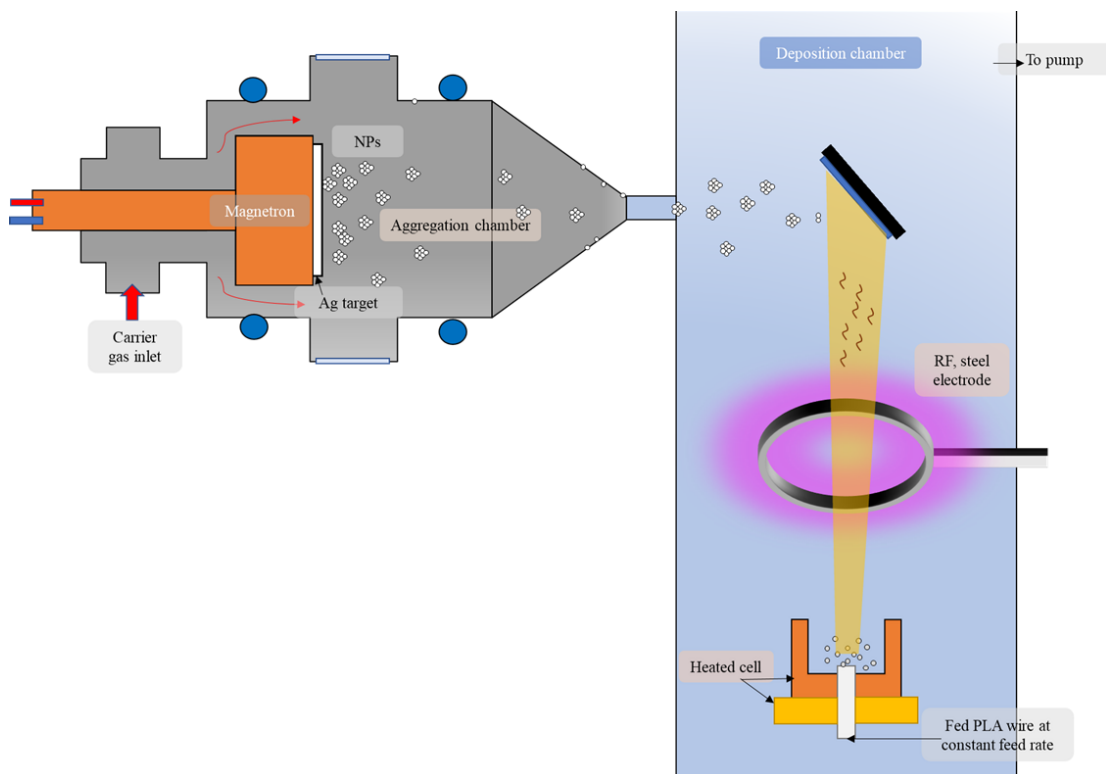 Deposition chamber
To pump
NPs
Magnetron
Aggregation chamber
Ag target
Carrier
gas inlet
RF, steel
electrode
Heated cell
Fed PLA wire at
constant feed rate